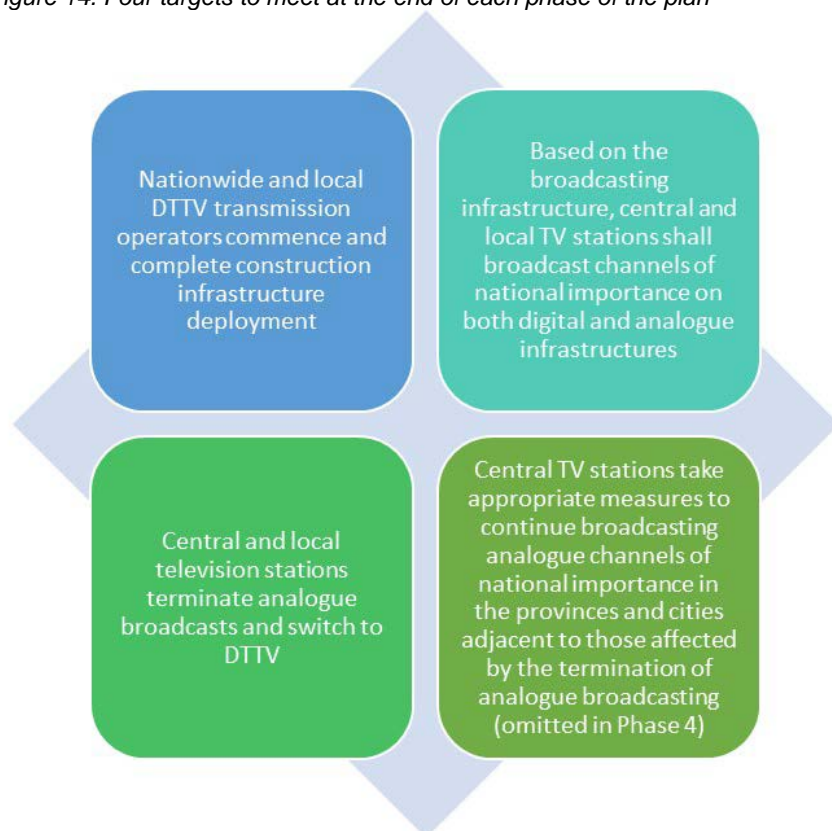 Figure 14: Four targets to meet at the end of each phase of the plan
Nationwide and local
DTTV transmission
operators commence and
complete construction
infrastructure
deployment
Based on the
broadcasting
infrastructure, central and
local TV stations shall
broadcast channels of
national importance on
both digital and analogue
infrastructures
Central and local
television stations
terminate analogue
broadcasts and switch to
DTTV
Central TV stations take
appropriate measures to
continue broadcasting
analogue channels of
national importance in
the provinces and cities
adjacent to those affected
by the termination of
analogue broadcasting
(omitted in Phase 4)